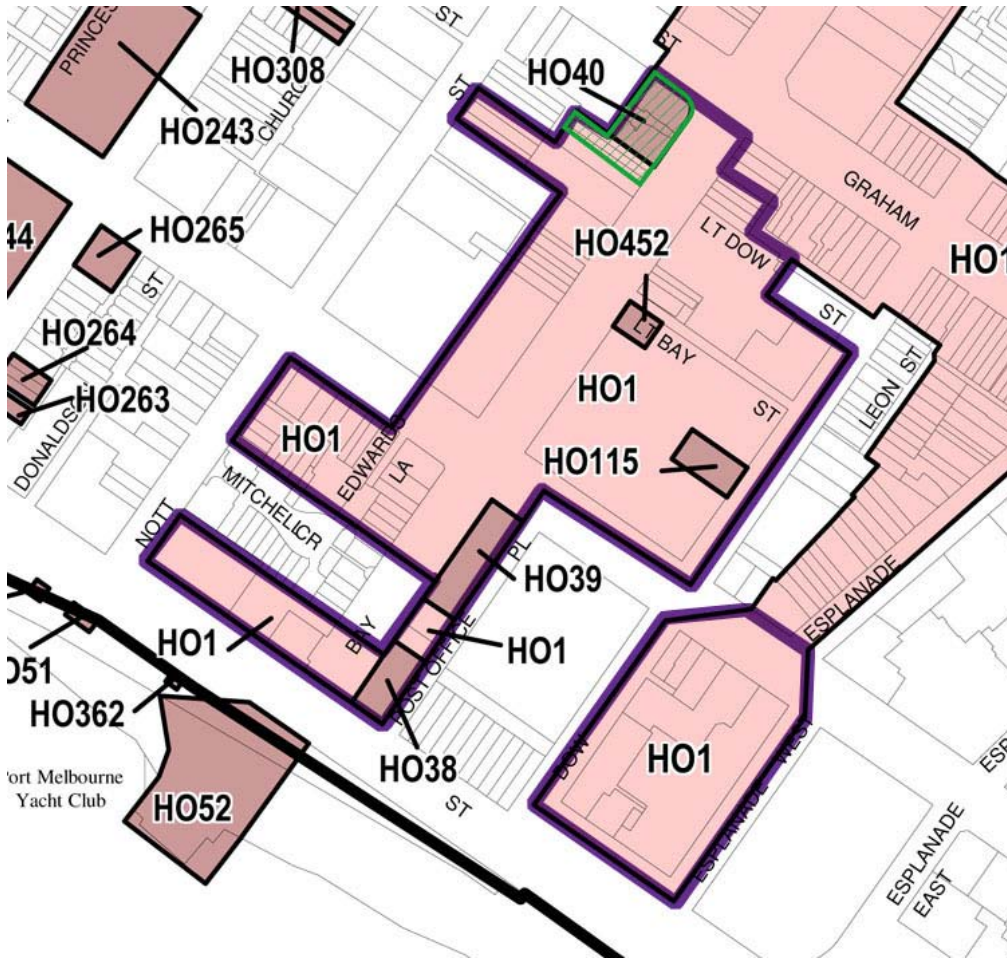 PRINCES
ST
HO308
ST
HO40
ST
HO243
CHURCH
GRAHAM
44
HO265
LT DOW
HO452
HO1
ST
ST
HO264
LT BAY
HO1
LEON ST
HO263
ST
HO1
DONALDS
EDWARDS
LA
HO115
MITCHELL CR
NOTT
PL
HO39
ESPLANADE
HO1
BAY
HO1
O51
POST OFFICE
HO362
HO38
DOW
HO1
ESPLANADE WEST
ESP
ort Melbourne
Yacht Club
HO52
ST
ESPLANADE
EAST